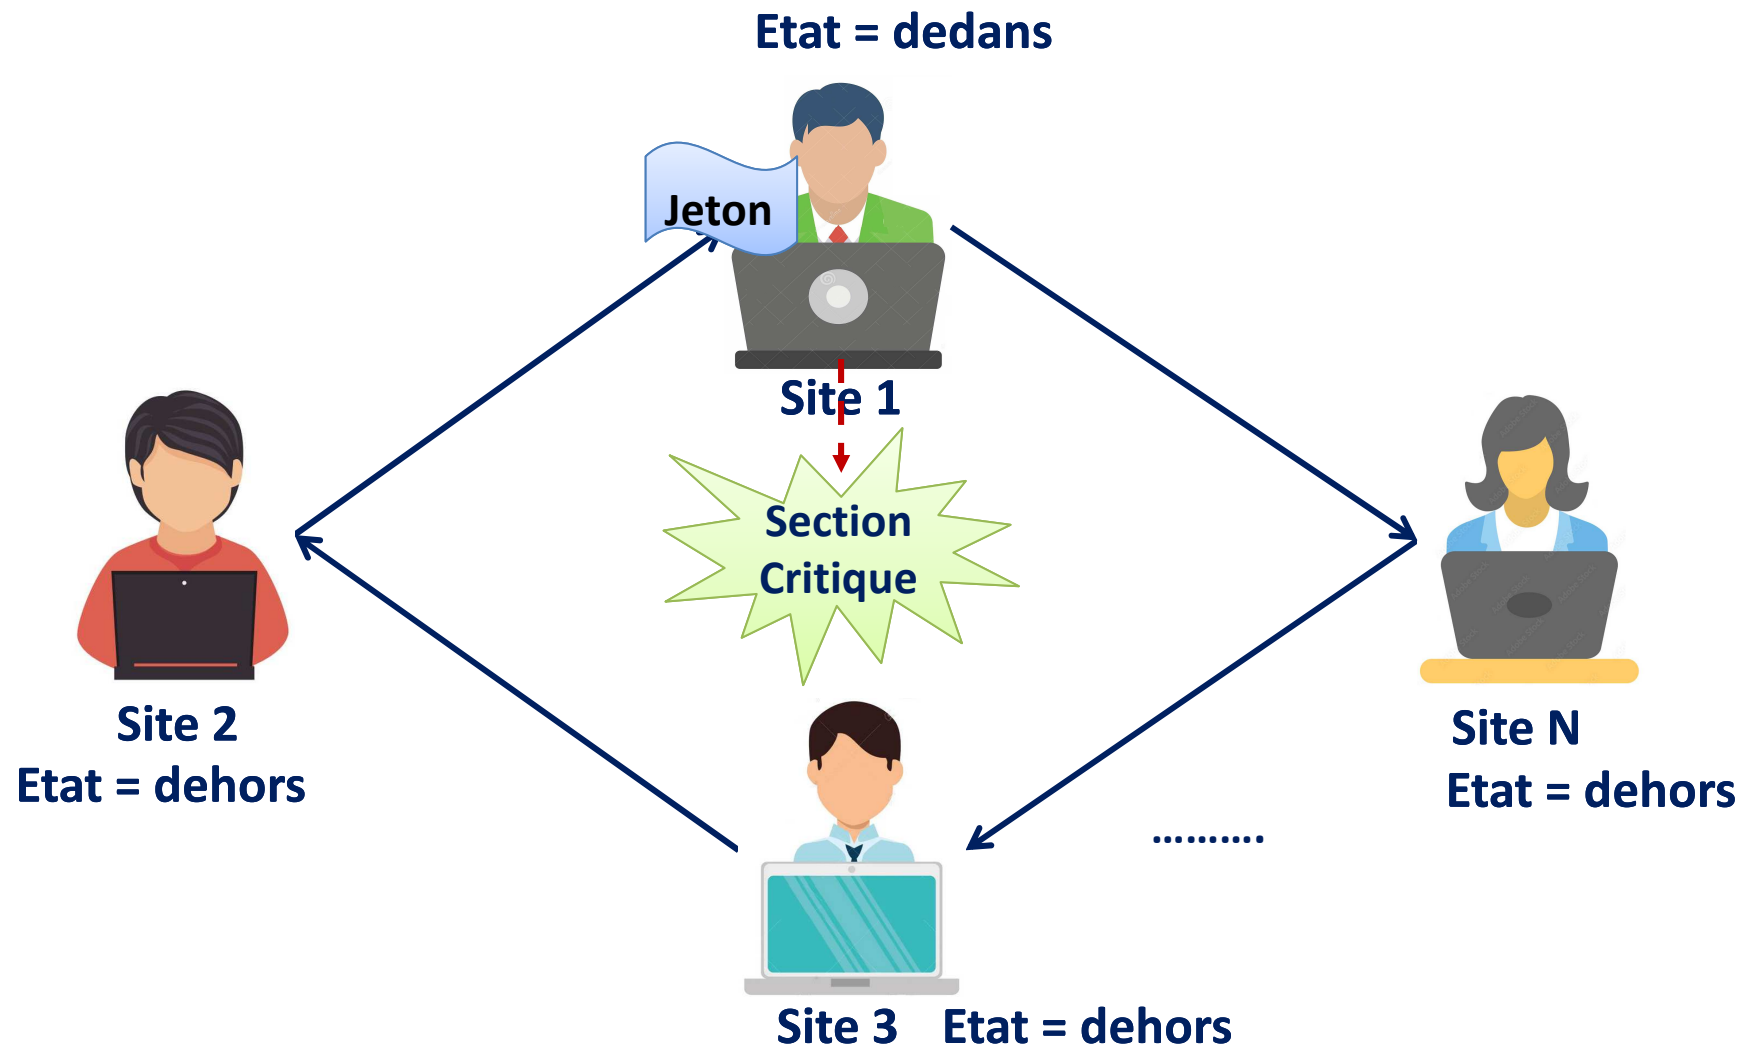 Etat = dedans
Jeton
Site 1
Section
Critique
Site 2
Etat = dehors
Site N
Etat = dehors
..........
Site 3 Etat = dehors